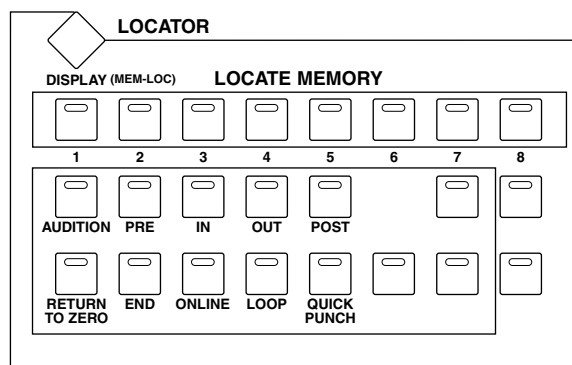 LOCATOR
DISPLAY (MEM-LOC) LOCATE MEMORY
1 2 3 4 5 6 7 8
AUDITION PRE IN OUT POST
RETURN TO ZERO END ONLINE LOOP QUICK PUNCH